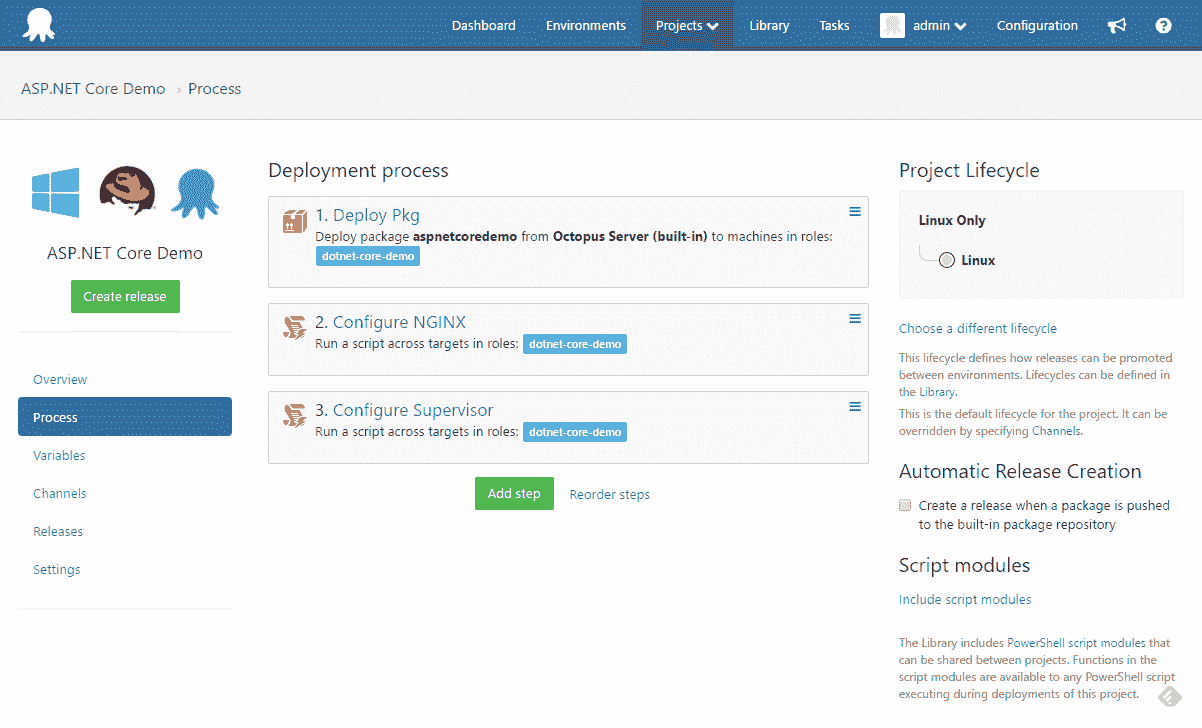 Dashboard
Environments
Projects
Library
Tasks
admin
Configuration
ASP.NET Core Demo › Process
ASP.NET Core Demo
Create release
Overview
Process
Variables
Channels
Releases
Settings
Deployment process
1. Deploy Pkg
Deploy package aspnetcoredemo from Octopus Server (built-in) to machines in roles:
dotnet-core-demo
2. Configure NGINX
Run a script across targets in roles: dotnet-core-demo
3. Configure Supervisor
Run a script across targets in roles: dotnet-core-demo
Add step
Reorder steps
Project Lifecycle
Linux Only
Linux
Choose a different lifecycle
This lifecycle defines how releases can be promoted
between environments. Lifecycles can be defined in
the Library.
This is the default lifecycle for the project. It can be
overridden by specifying Channels.
Automatic Release Creation
Create a release when a package is pushed
to the built-in package repository
Script modules
Include script modules
The Library includes PowerShell script modules that
can be shared between projects. Functions in the
script modules are available to any PowerShell script
executing during deployments of this project.